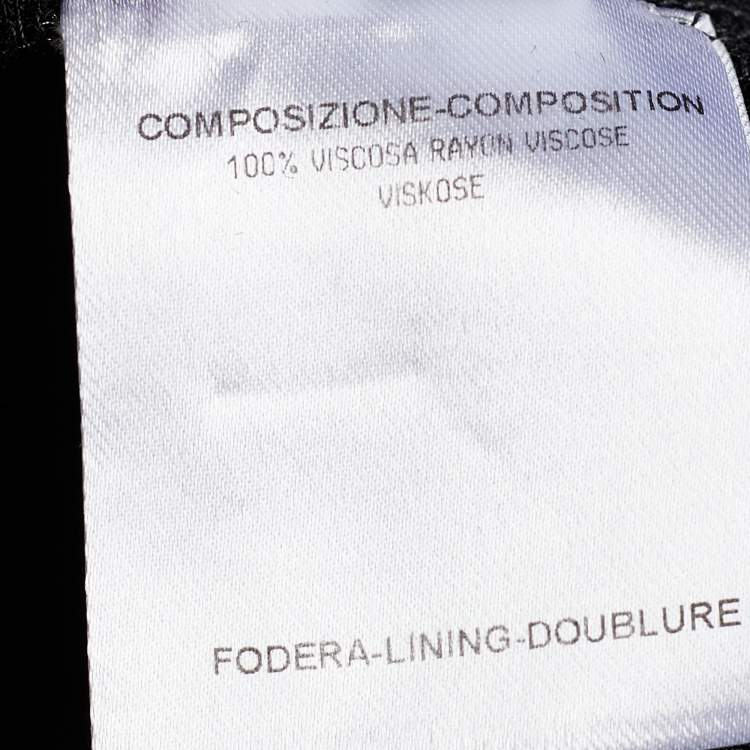 COMPOSIZIONE-COMPOSITION
100% VISCOSA RAYON VISCOSE
VISKOSE
FODERA-LINING-DOUBLURE